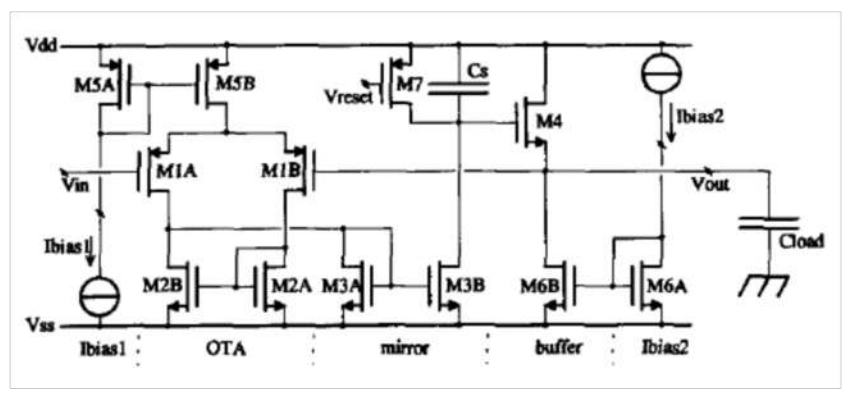 Vdd
M5A M5B M7 Cs
Vreset M4 Ibias2
M1A M1B
Vin Vout
Ibias1 Cload
M2B M2A M3A M3B M6B M6A
Vss
Ibias1 OTA mirror buffer Ibias2